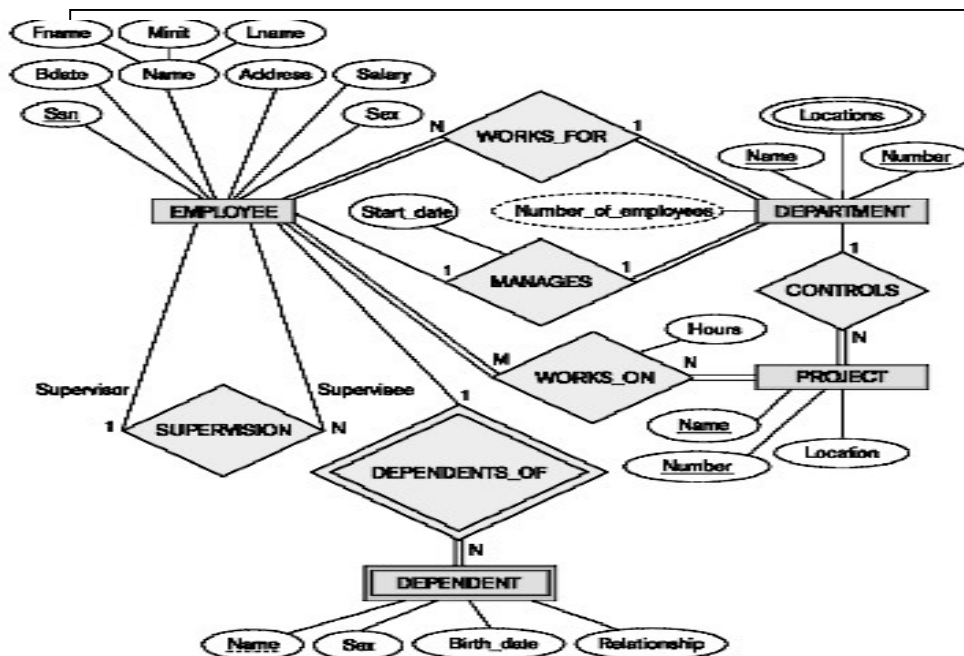 Fname Minit Lname
Bdate Name Address Salary
Ssn Sex
N WORKS_FOR 1
Locations
Name Number
EMPLOYEE Start_date Number_of_employees DEPARTMENT
1 MANAGES 1
1
CONTROLS
N
Hours
M WORKS_ON N PROJECT
Supervisor Supervisee
1 SUPERVISION N
1
Name
Number Location
DEPENDENTS_OF
N
DEPENDENT
Name Sex Birth_date Relationship